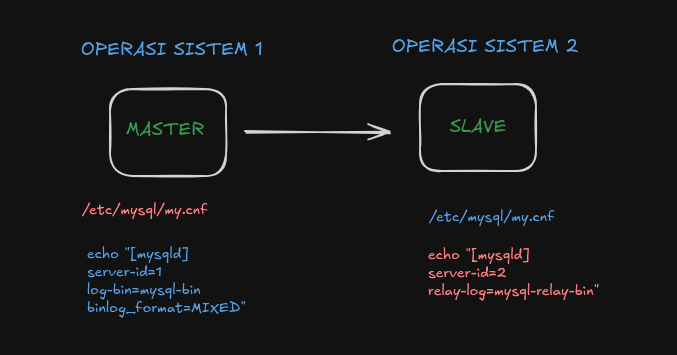 OPERASI SISTEM 1
OPERASI SISTEM 2
MASTER
SLAVE
/etc/mysql/my.cnf
/etc/mysql/my.cnf
echo "[mysqld]
server-id=1
log-bin=mysql-bin
binlog_format=MIXED"
echo "[mysqld]
server-id=2
relay-log=mysql-relay-bin"